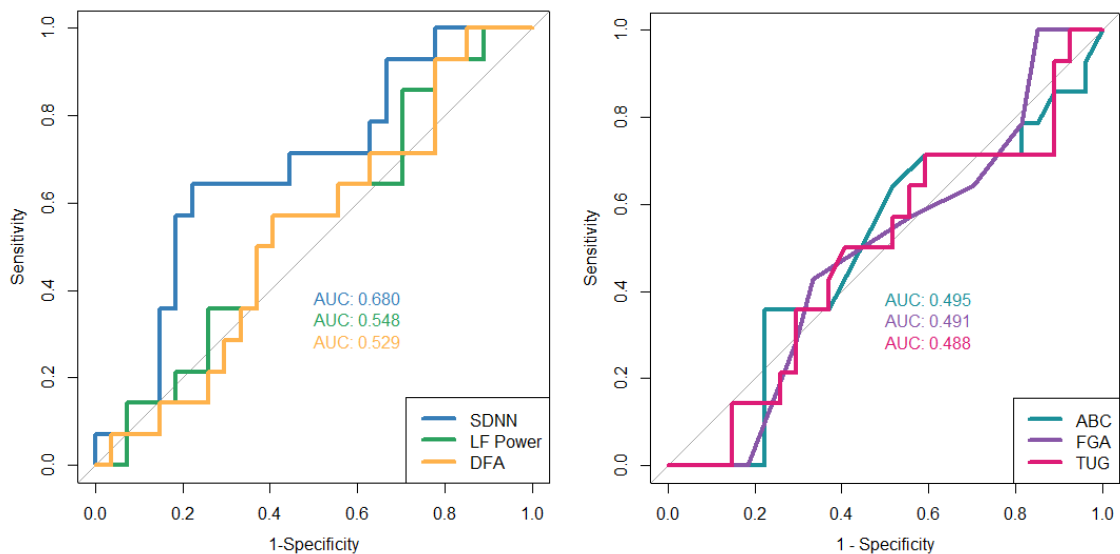 1.0
0.8
0.6
0.4
0.2
0.0
Sensitivity
AUC: 0.680
AUC: 0.548
AUC: 0.529
SDNN
LF Power
DFA
0.0 0.2 0.4 0.6 0.8 1.0
1-Specificity
1.0
0.8
0.6
0.4
0.2
0.0
Sensitivity
AUC: 0.495
AUC: 0.491
AUC: 0.488
ABC
FGA
TUG
0.0 0.2 0.4 0.6 0.8 1.0
1 - Specificity